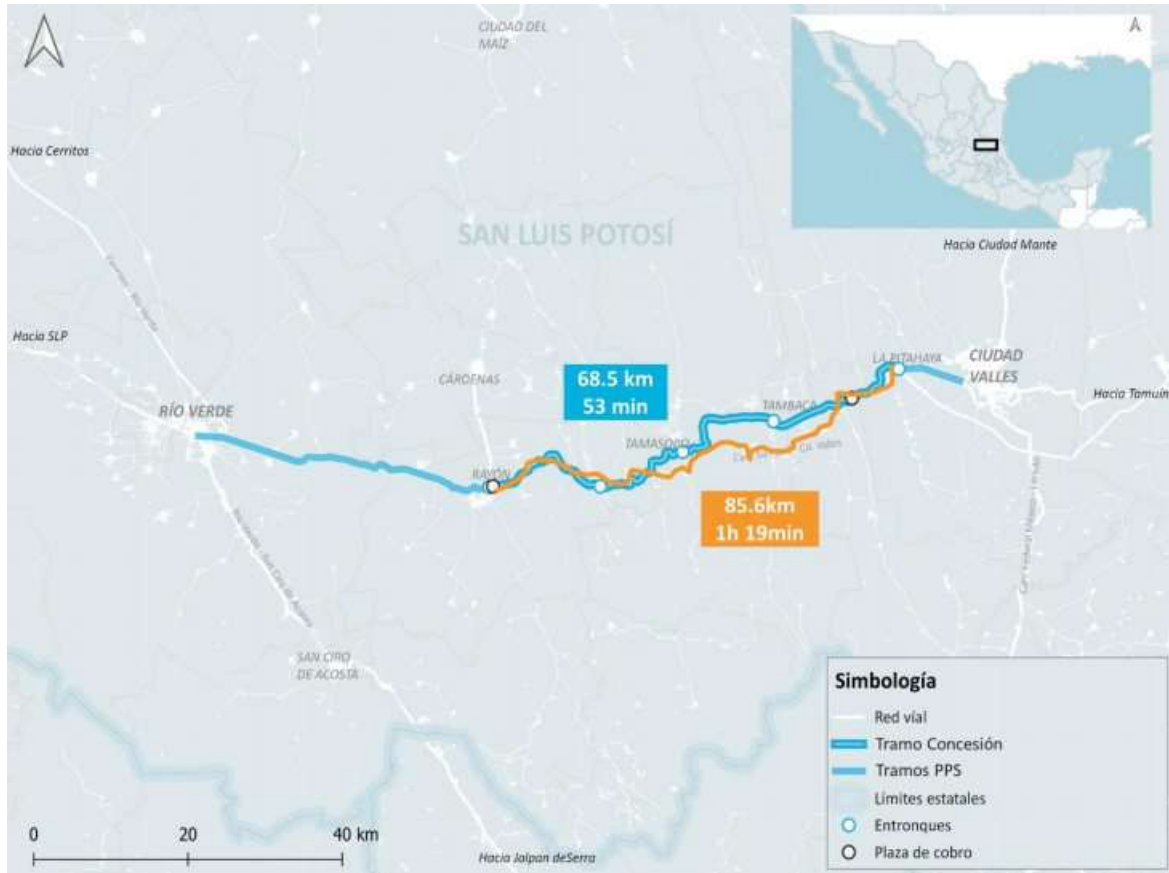 CIUDAD DEL
MAÍZ
A
Hacia Cerritos
SAN LUIS POTOSÍ
Hacia Ciudad Mante
Hacia SLP
CÁRDENAS
68.5 km
53 min
LA PITAHAYA
CIUDAD
VALLES
Hacia Tamuín
RÍO VERDE
TAMBACA
TAMASOPO
RAYÓN
Cd. Valles
85.6km
1h 19min
SAN CIRO
DE ACOSTA
Simbología
Red víal
Tramo Concesión
Tramos PPS
Límites estatales
Entronques
Plaza de cobro
0 20 40 km
Hacia Jalpan deSerra